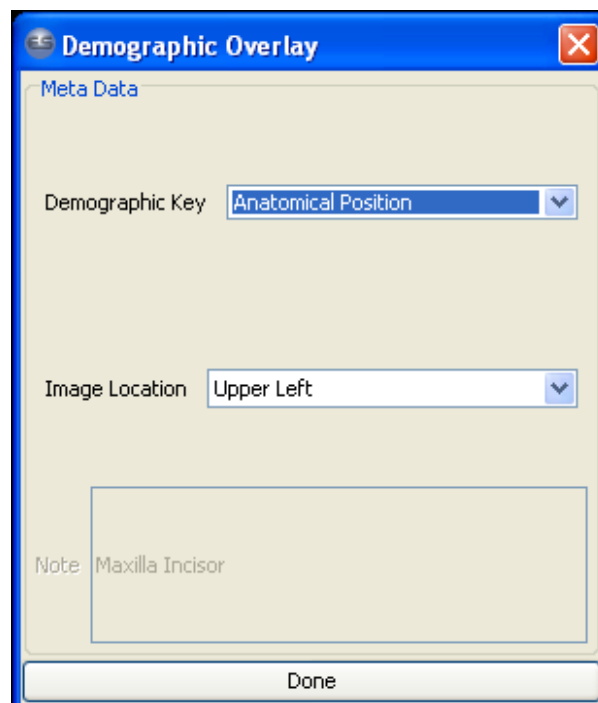 Demographic Overlay
Meta Data
Demographic Key Anatomical Position
Image Location Upper Left
Note Maxilla Incisor
Done